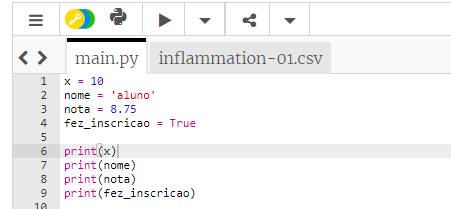 main.py inflammation-01.csv
1 x = 10
2 nome = 'aluno'
3 nota = 8.75
4 fez_inscricao = True
5
6 print(x)
7 print(nome)
8 print(nota)
9 print(fez_inscricao)
10